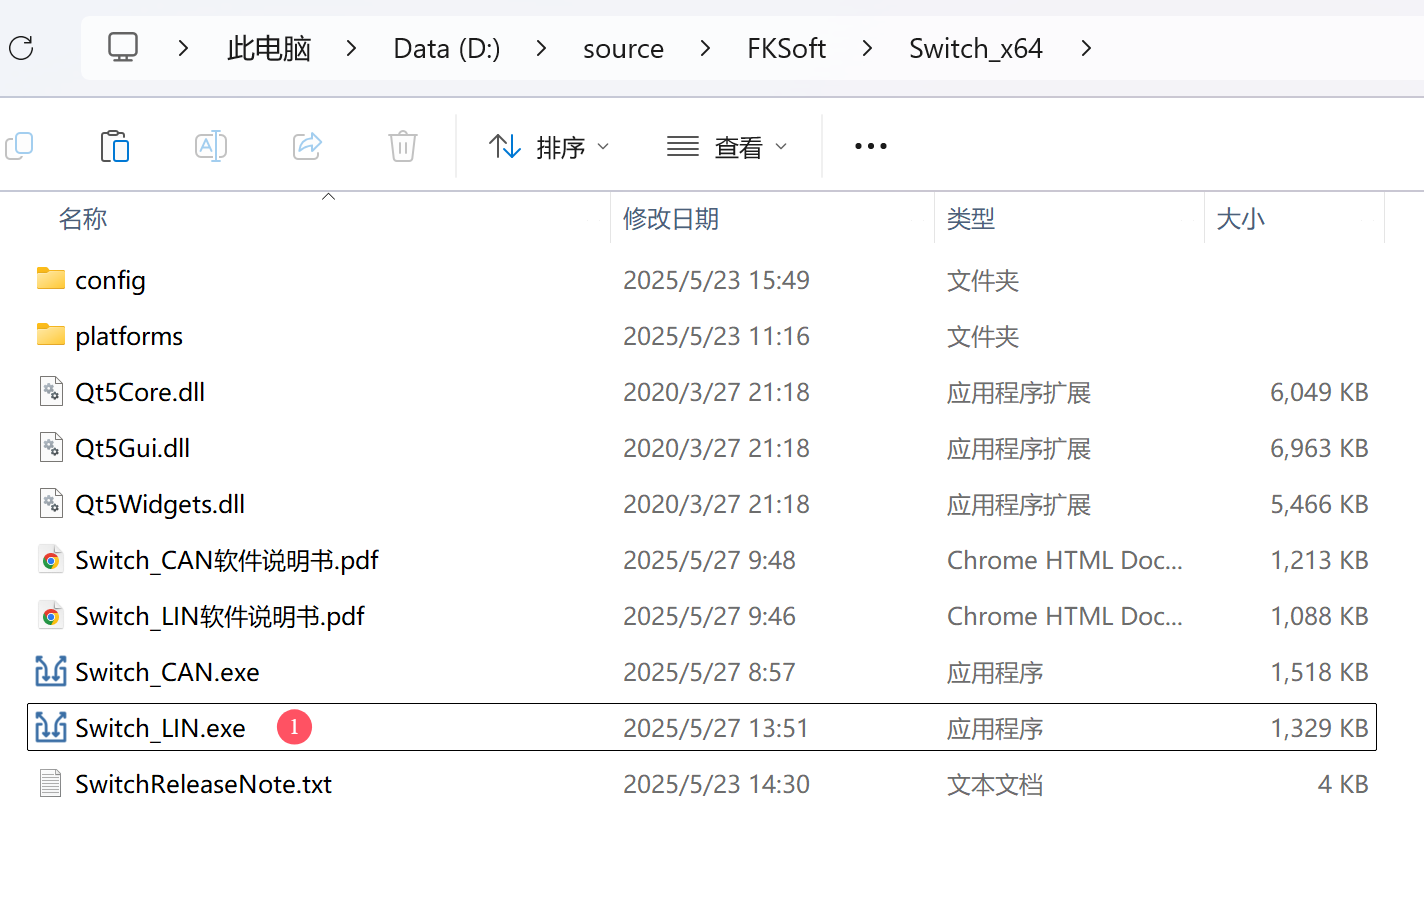 此电脑 Data (D:) source FKSoft Switch_x64
排序 查看
名称 修改日期 类型 大小
config 2025/5/23 15:49 文件夹
platforms 2025/5/23 11:16 文件夹
Qt5Core.dll 2020/3/27 21:18 应用程序扩展 6,049 KB
Qt5Gui.dll 2020/3/27 21:18 应用程序扩展 6,963 KB
Qt5Widgets.dll 2020/3/27 21:18 应用程序扩展 5,466 KB
Switch_CAN软件说明书.pdf 2025/5/27 9:48 Chrome HTML Doc... 1,213 KB
Switch_LIN软件说明书.pdf 2025/5/27 9:46 Chrome HTML Doc... 1,088 KB
Switch_CAN.exe 2025/5/27 8:57 应用程序 1,518 KB
Switch_LIN.exe 1 2025/5/27 13:51 应用程序 1,329 KB
SwitchReleaseNote.txt 2025/5/23 14:30 文本文档 4 KB